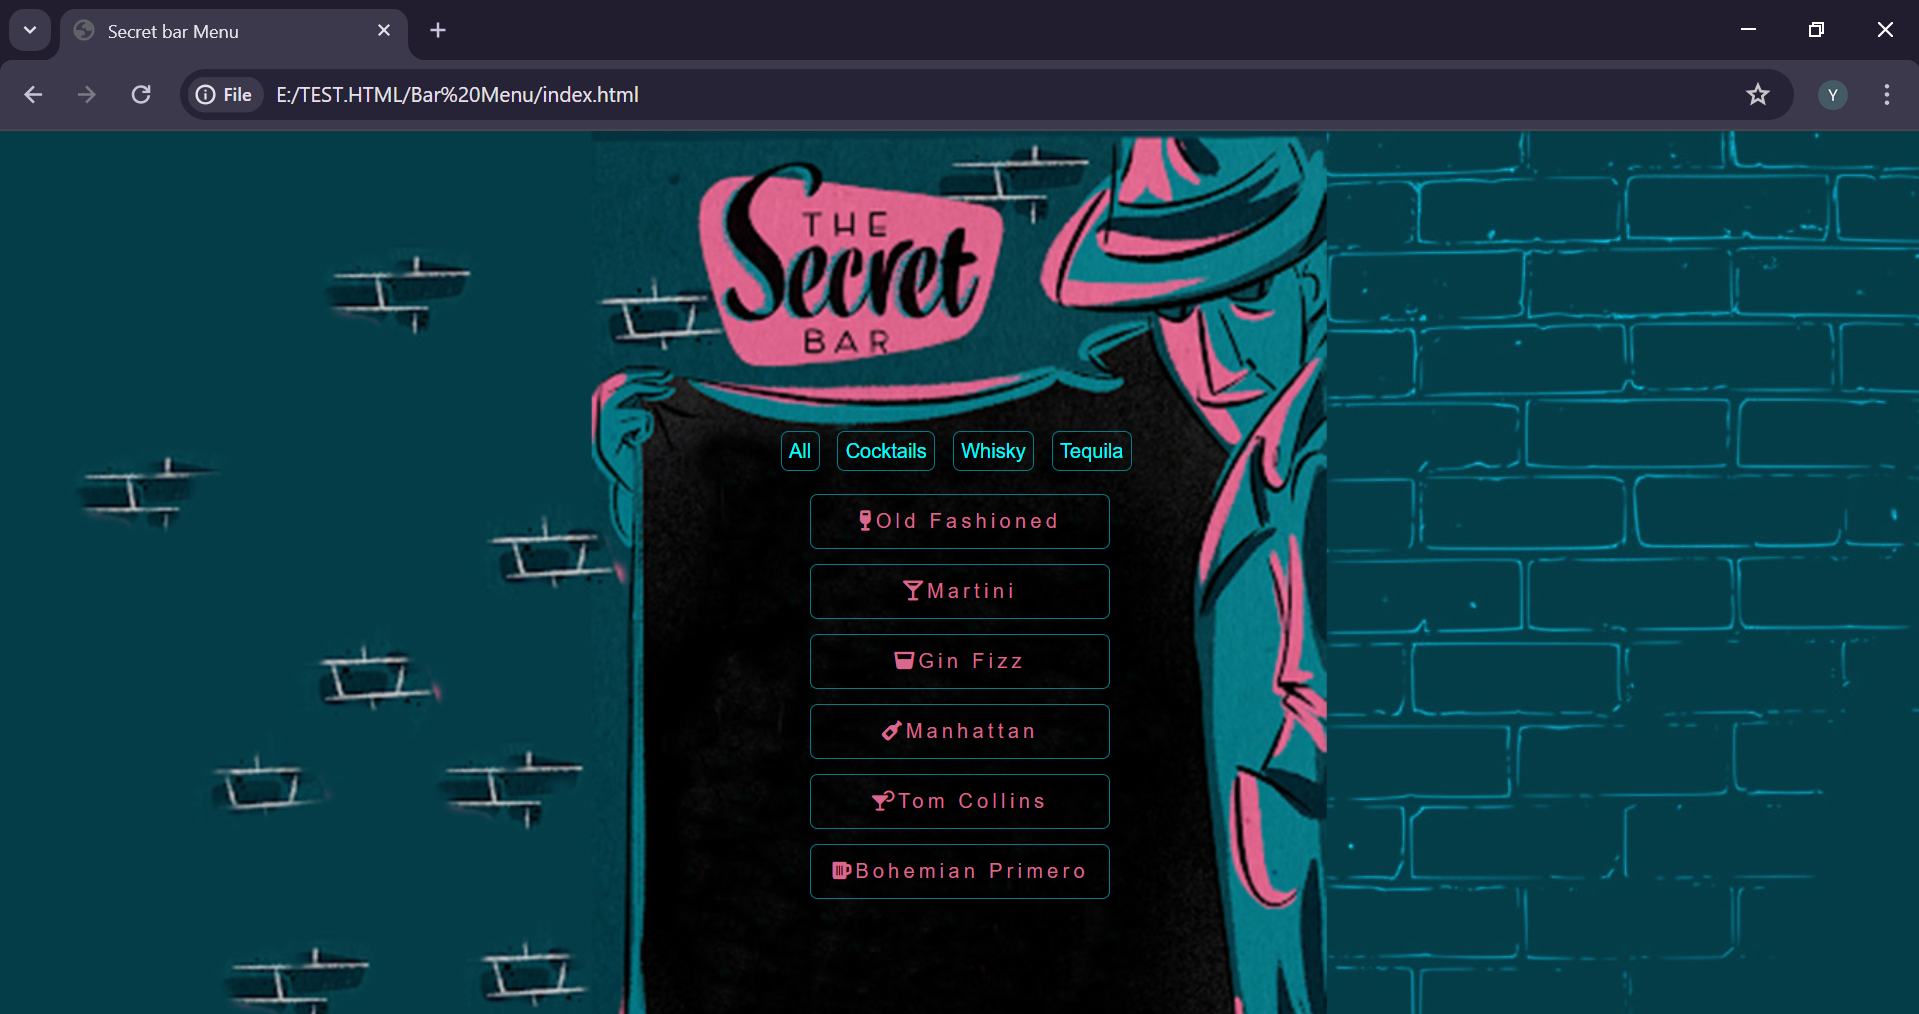 Secret bar Menu
File E:/TEST.HTML/Bar%20Menu/index.html Y
THE
Secret
BAR
All Cocktails Whisky Tequila
Old Fashioned
Martini
Gin Fizz
Manhattan
Tom Collins
Bohemian Primero